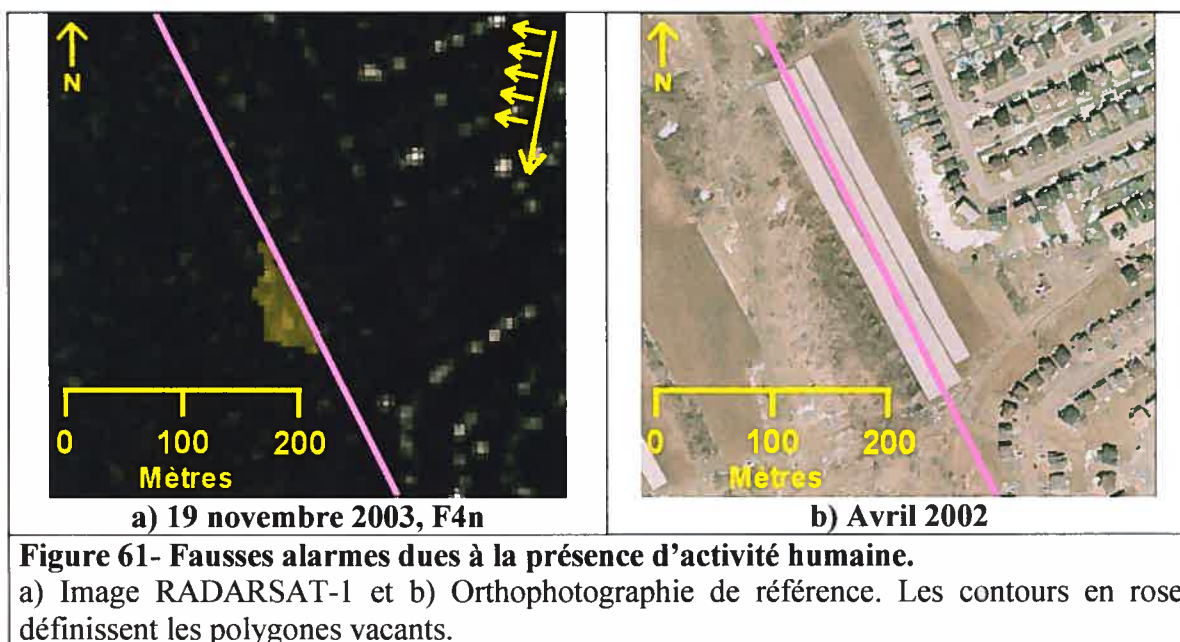 N
0 100 200
Mètres
a) 19 novembre 2003, F4n
N
0 100 200
Mètres
b) Avril 2002
Figure 61- Fausses alarmes dues à la présence d'activité humaine.
a) Image RADARSAT-1 et b) Orthophotographie de référence. Les contours en rose
définissent les polygones vacants.